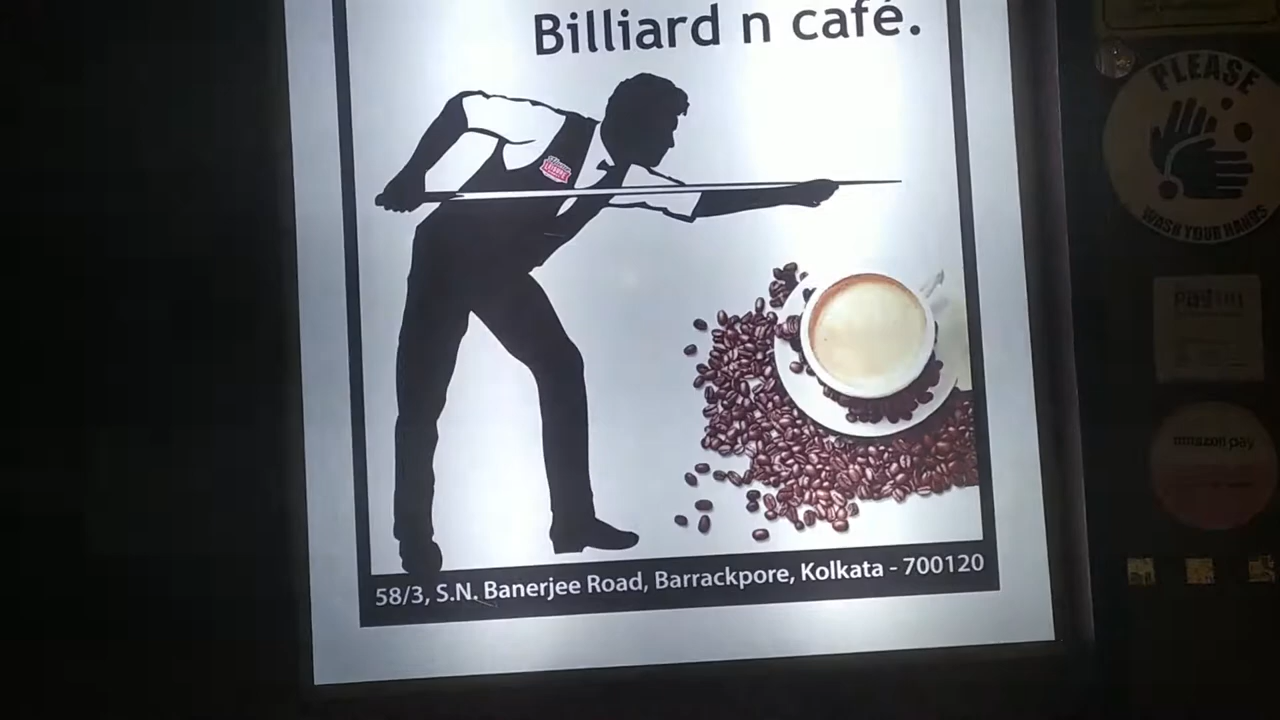 Billiard n café.
PLEASE
WASH YOUR HANDS
amazon pay
58/3, S.N. Banerjee Road, Barrackpore, Kolkata - 700120